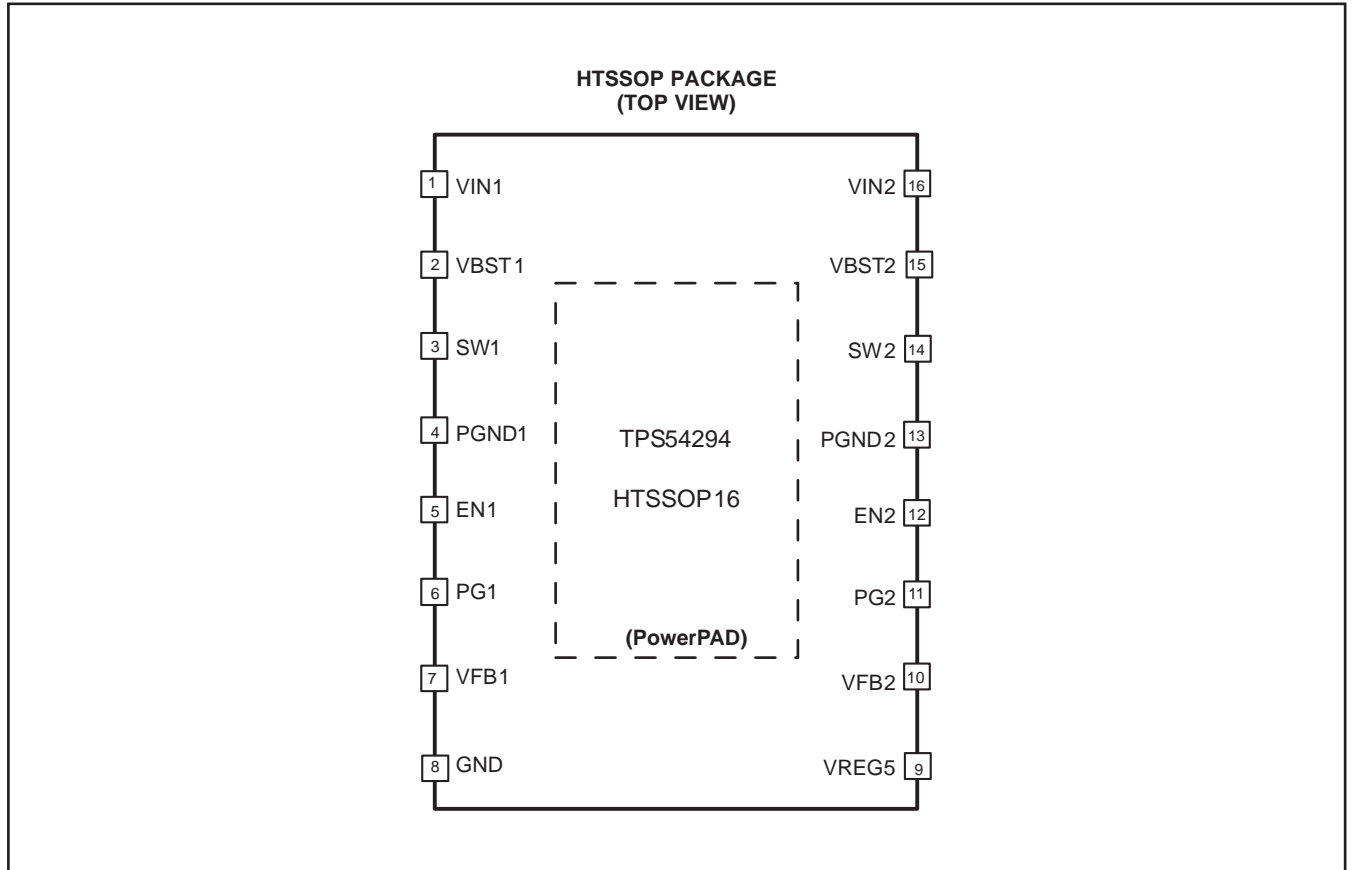 HTSSOP PACKAGE
(TOP VIEW)
1 VIN1
VIN2 16
2 VBST1
VBST2 15
3 SW1
SW2 14
4 PGND1
TPS54294
PGND2 13
HTSSOP16
5 EN1
EN2 12
6 PG1
PG2 11
(PowerPAD)
7 VFB1
VFB2 10
8 GND
VREG5 9